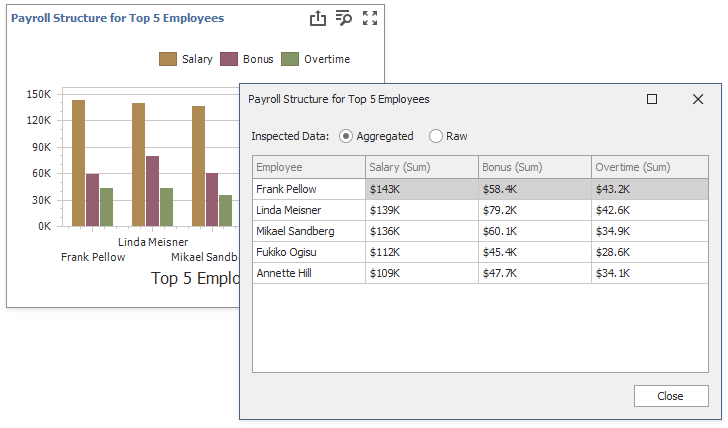 Payroll Structure for Top 5 Employees
Salary Bonus Overtime
150K
120K
90K
60K
30K
0K
Linda Meisner
Frank Pellow Mikael Sandb
Top 5 Emplo
Payroll Structure for Top 5 Employees
Inspected Data: Aggregated Raw
Employee Salary (Sum) Bonus (Sum) Overtime (Sum)
Frank Pellow $143K $58.4K $43.2K
Linda Meisner $139K $79.2K $42.6K
Mikael Sandberg $136K $60.1K $34.9K
Fukiko Ogisu $112K $45.4K $28.6K
Annette Hill $109K $47.7K $34.1K
Close